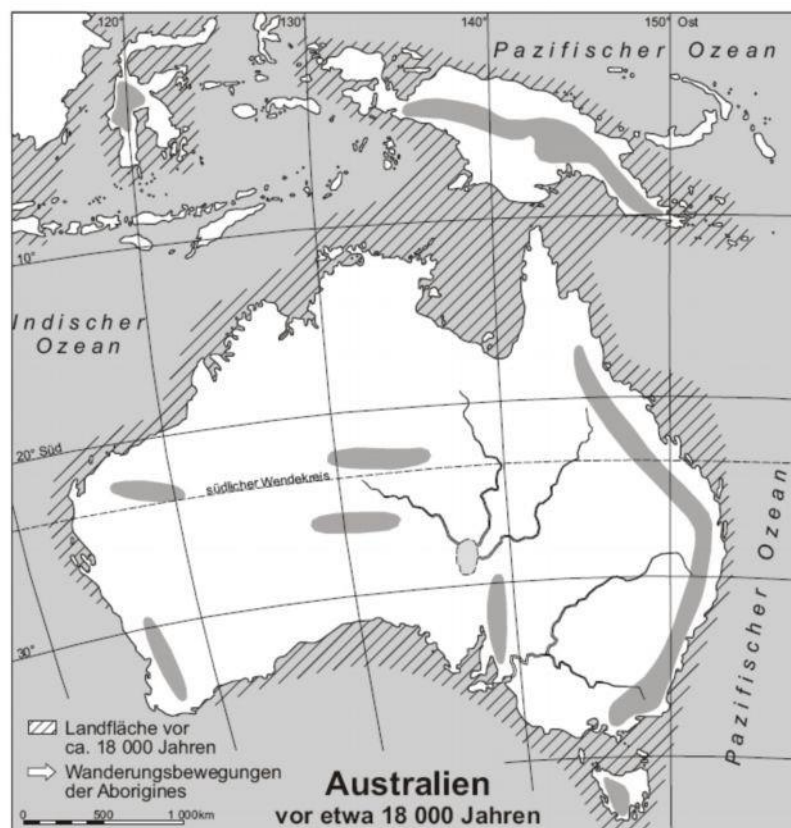 120°
130°
140°
150° Ost
Pazifischer Ozean
10°
Indischer
Ozean
20° Süd
südlicher Wendekreis
30°
Pazifischer Ozean
Landfläche vor
ca. 18 000 Jahren
Wanderungsbewegungen
der Aborigines
0 500 1 000km
Australien
vor etwa 18 000 Jahren